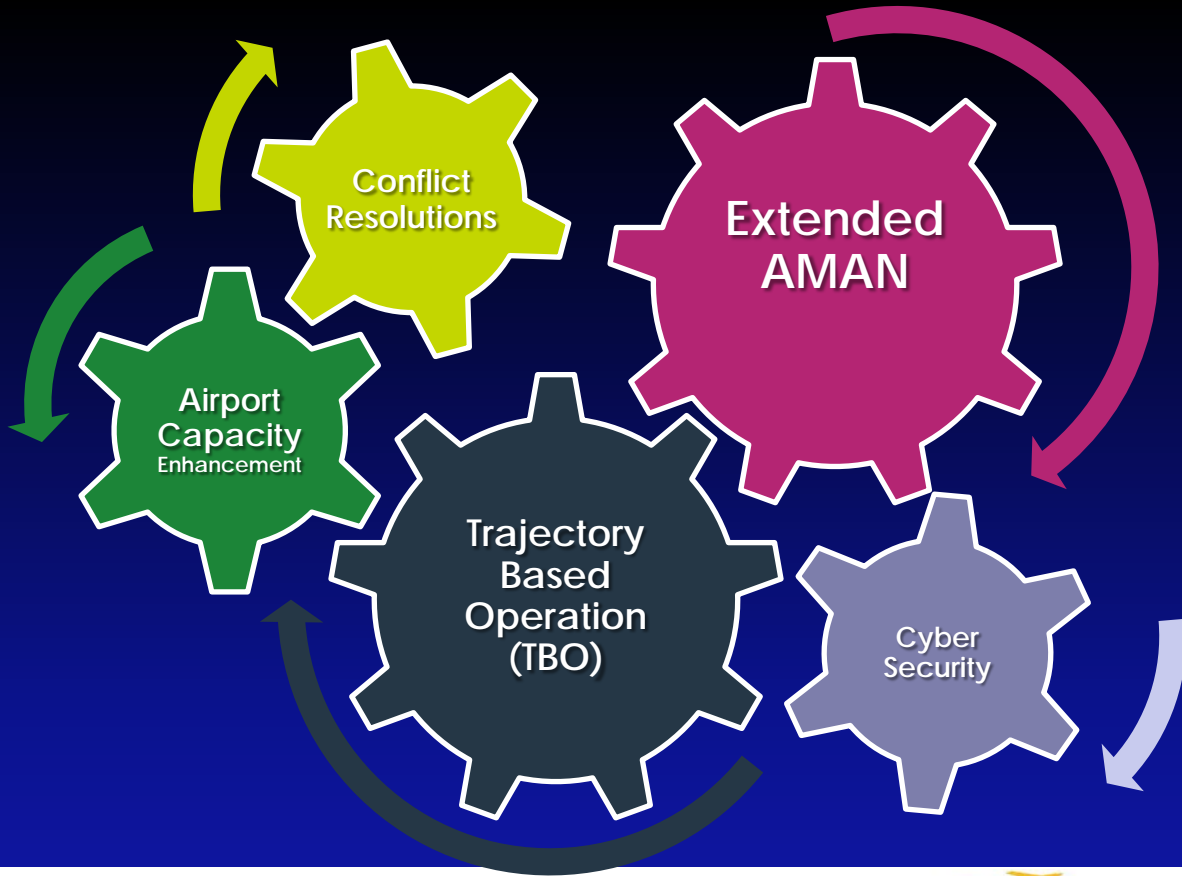 Conflict
Resolutions
Extended
AMAN
Airport
Capacity
Enhancement
Trajectory
Based
Operation
(TBO)
Cyber
Security